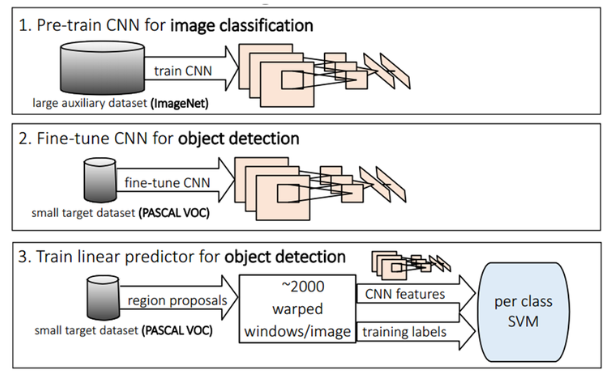 1. Pre-train CNN for image classification
train CNN
large auxiliary dataset (ImageNet)
2. Fine-tune CNN for object detection
fine-tune CNN
small target dataset (PASCAL VOC)
3. Train linear predictor for object detection
region proposals
small target dataset (PASCAL VOC)
~2000
warped
windows/image
CNN features
training labels
per class
SVM